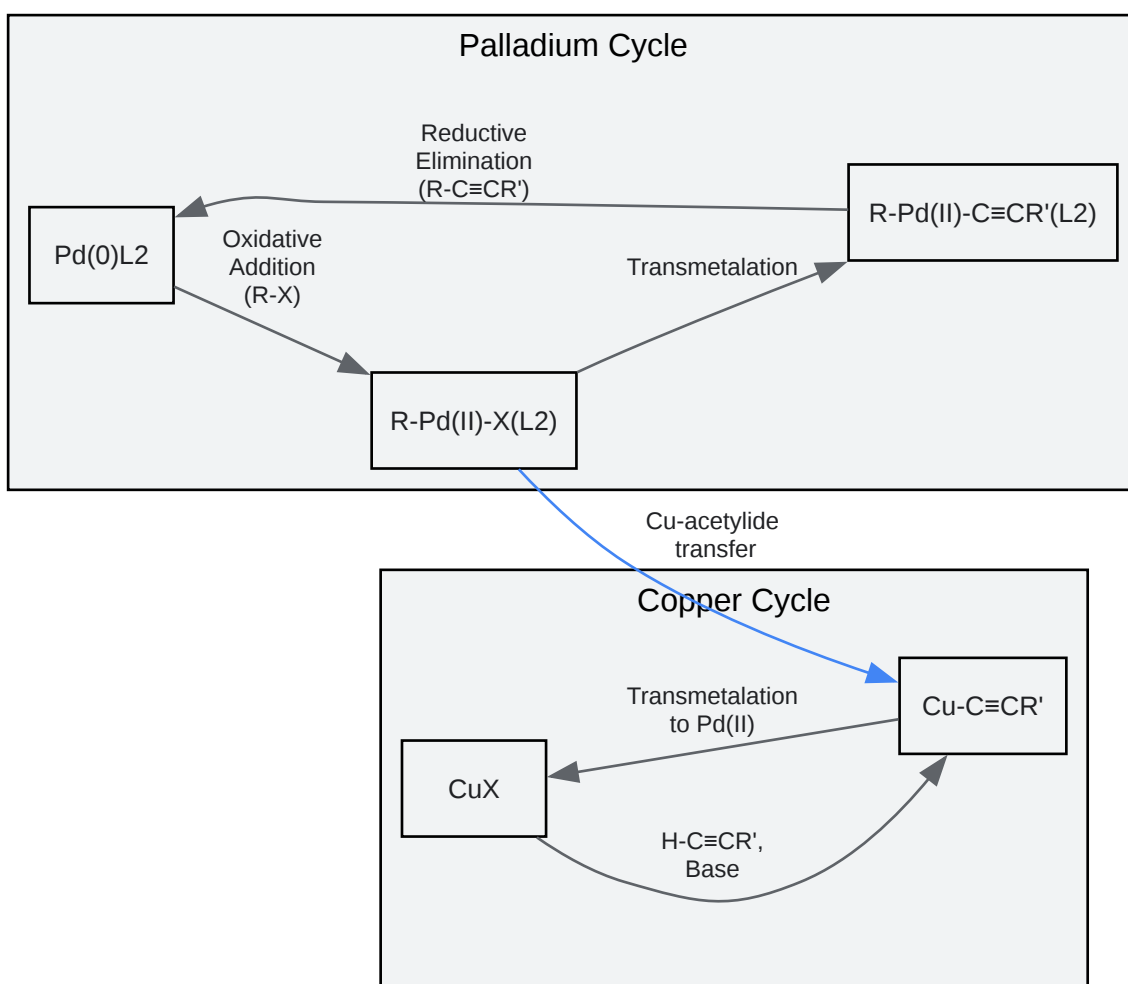 Palladium Cycle
Reductive
Elimination
(R-C≡CR')
R-Pd(II)-C≡CR'(L2)
Pd(0)L2
Oxidative
Addition
(R-X)
Transmetalation
R-Pd(II)-X(L2)
Cu-acetylide
transfer
Copper Cycle
Transmetalation
to Pd(II)
Cu-C≡CR'
CuX
H-C≡CR',
Base